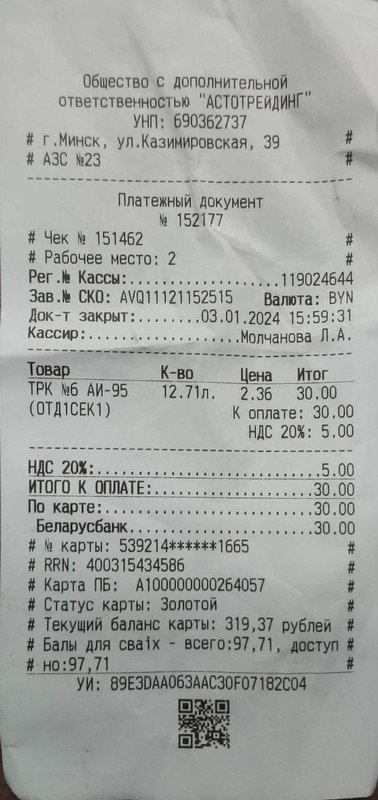 Общество с дополнительной
ответственностью "АСТОТРЕЙДИНГ"
УНП: 690362737
# г.Минск, ул.Казимировская, 39 #
# АЗС №23 #
Платежный документ
№ 152177
# Чек № 151462 #
# Рабочее место: 2 #
Рег.№ Кассы:...................119024644
Зав.№ СКО: AVQ11121152515 Валюта: BYN
Док-т закрыт:.......03.01.2024 15:59:31
Кассир:..................Молчанова Л.А.
Товар К-во Цена Итог
ТРК №6 АИ-95 12.71л. 2.36 30.00
(ОТД1СЕК1) К оплате: 30.00
НДС 20%: 5.00
НДС 20%:...........................5.00
ИТОГО К ОПЛАТЕ:...................30.00
По карте:.........................30.00
Беларусбанк.......................30.00
# № карты: 539214******1665 #
# RRN: 400315434586 #
# Карта ПБ: A100000000264057 #
# Статус карты: Золотой #
# Текущий баланс карты: 319,37 рублей #
# Балы для сваiх - всего:97,71, доступ #
# но:97,71 #
УИ: 89E3DAA063AAC30F07182C04